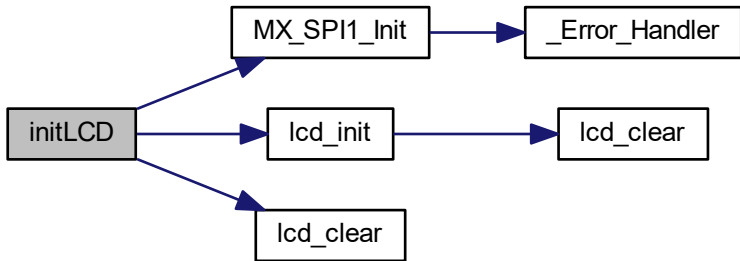 MX_SPI1_Init
_Error_Handler
initLCD
lcd_init
lcd_clear
lcd_clear